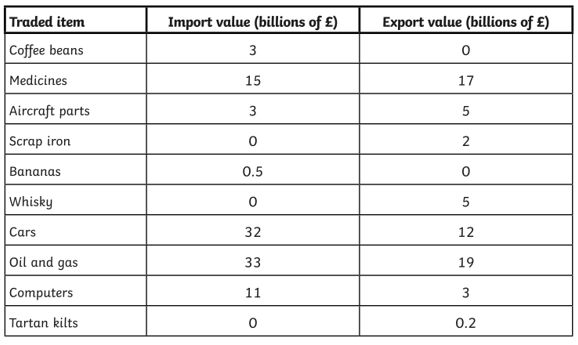 Traded item Import value (billions of £) Export value (billions of £)
Coffee beans 3 0
Medicines 15 17
Aircraft parts 3 5
Scrap iron 0 2
Bananas 0.5 0
Whisky 0 5
Cars 32 12
Oil and gas 33 19
Computers 11 3
Tartan kilts 0 0.2